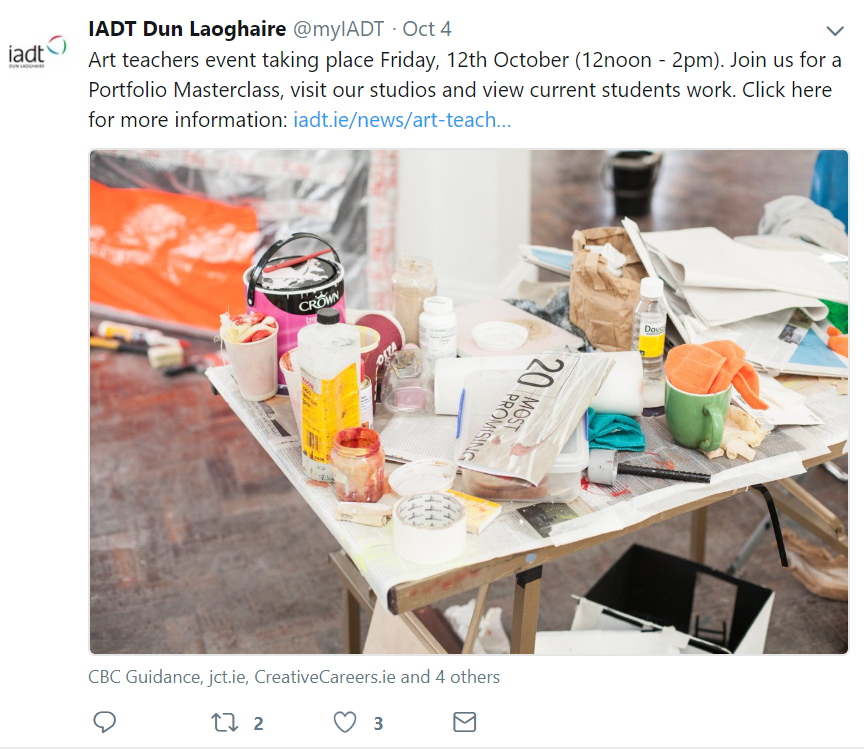 IADT Dun Laoghaire @myIADT · Oct 4
iadt
DUN LAOGHAIRE
Art teachers event taking place Friday, 12th October (12noon - 2pm). Join us for a
Portfolio Masterclass, visit our studios and view current students work. Click here
for more information: iadt.ie/news/art-teach…
CROWN
20
MOST
PROMISING
CBC Guidance, jct.ie, CreativeCareers.ie and 4 others
2
3